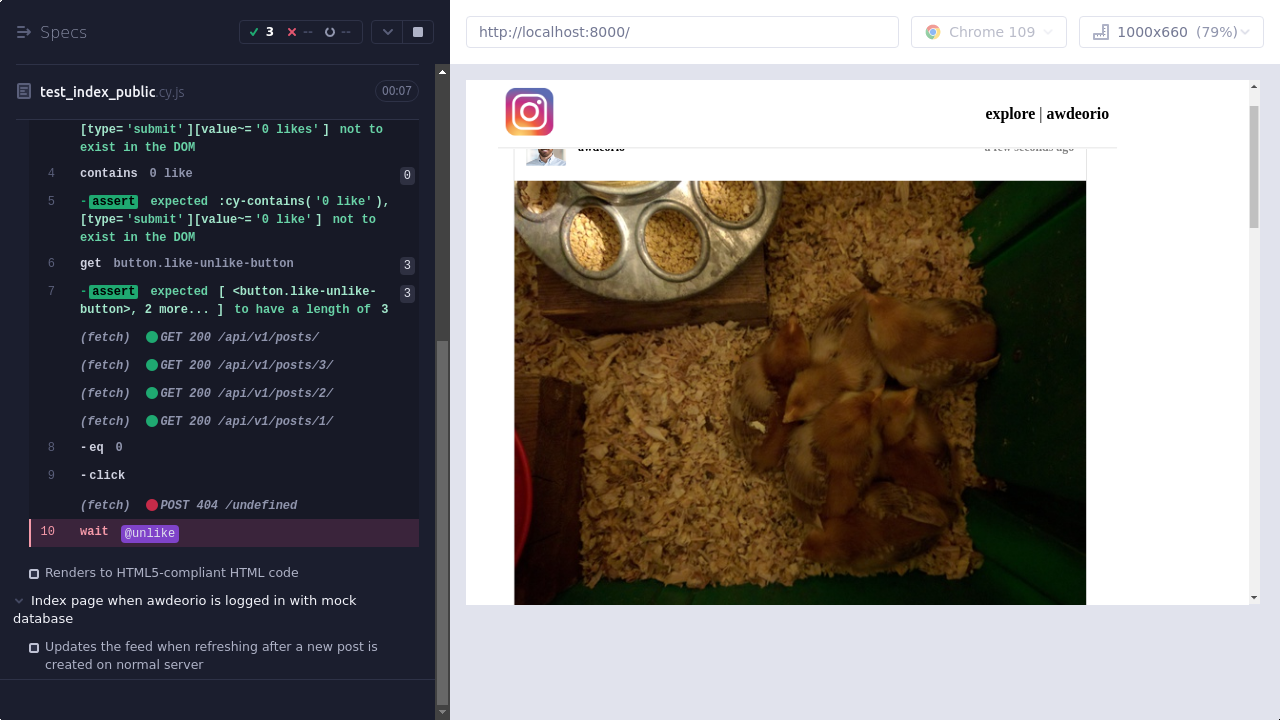 Specs
3
--
--
http://localhost:8000/
Chrome 109
1000x660 (79%)
test_index_public.cy.js
00:07
[type='submit'][value~='0 likes'] not to
exist in the DOM
4 contains 0 like 0
5 -assert expected :cy-contains('0 like'),
[type='submit'][value~='0 like'] not to
exist in the DOM
6 get button.like-unlike-button 3
7 -assert expected [ <button.like-unlike-
button>, 2 more... ] to have a length of 3
3
(fetch) GET 200 /api/v1/posts/
(fetch) GET 200 /api/v1/posts/3/
(fetch) GET 200 /api/v1/posts/2/
(fetch) GET 200 /api/v1/posts/1/
8 -eq 0
9 -click
(fetch) POST 404 /undefined
10 wait @unlike
Renders to HTML5-compliant HTML code
Index page when awdeorio is logged in with mock
database
Updates the feed when refreshing after a new post is
created on normal server
explore | awdeorio
awdeorio
a few seconds ago